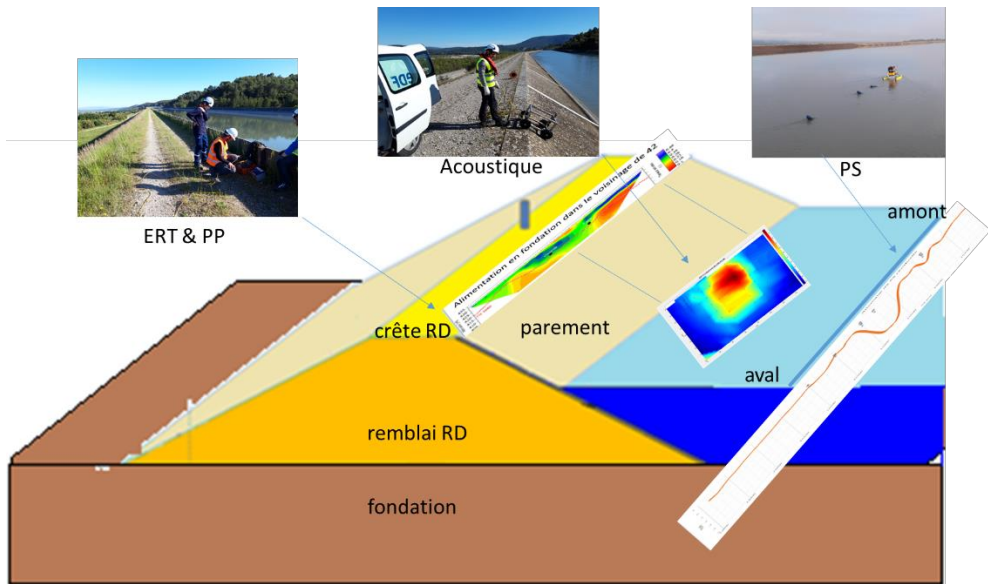 edf
Acoustique
PS
ERT & PP
amont
Alimentation en fondation dans le voisinage de 42
crête RD
parement
aval
remblai RD
fondation